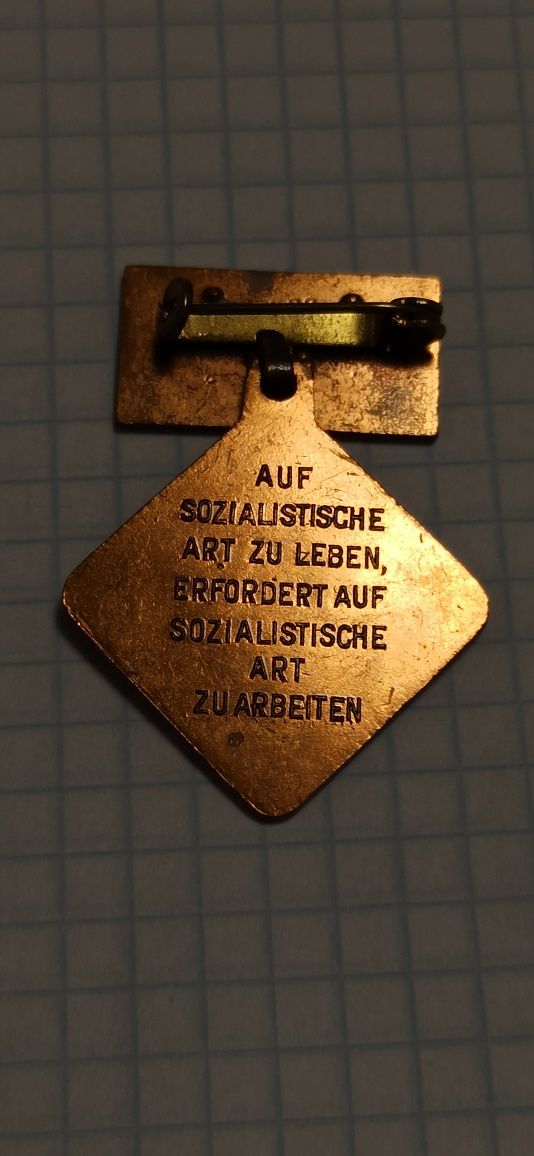 AUF
SOZIALISTISCHE
ART ZU LEBEN,
ERFORDERT AUF
SOZIALISTISCHE
ART
ZU ARBEITEN